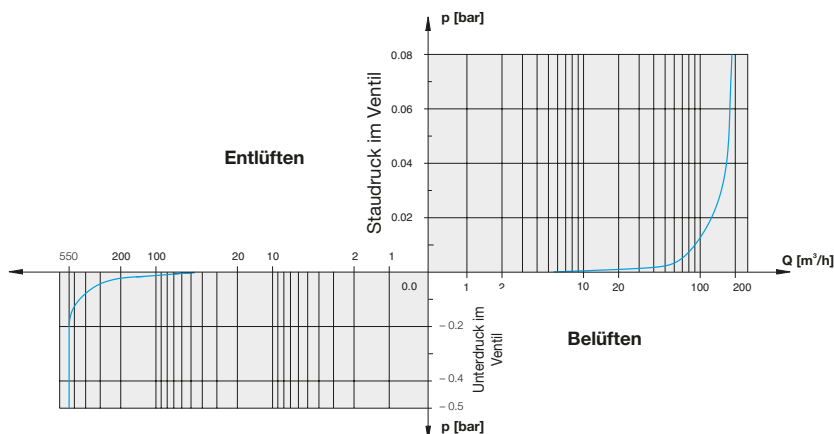 p [bar]
0.08
0.06
0.04
0.02
Staudruck im Ventil
Entlüften
550 200 100 20 10 2 1
0.0
Q [m³/h]
1 2 10 20 100 200
– 0.2
– 0.4
– 0.5
Unterdruck im
Ventil
Belüften
p [bar]